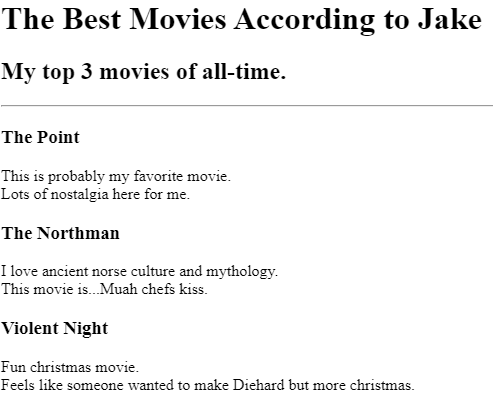 The Best Movies According to Jake
My top 3 movies of all-time.
The Point
This is probably my favorite movie.
Lots of nostalgia here for me.
The Northman
I love ancient norse culture and mythology.
This movie is...Muah chefs kiss.
Violent Night
Fun christmas movie.
Feels like someone wanted to make Diehard but more christmas.